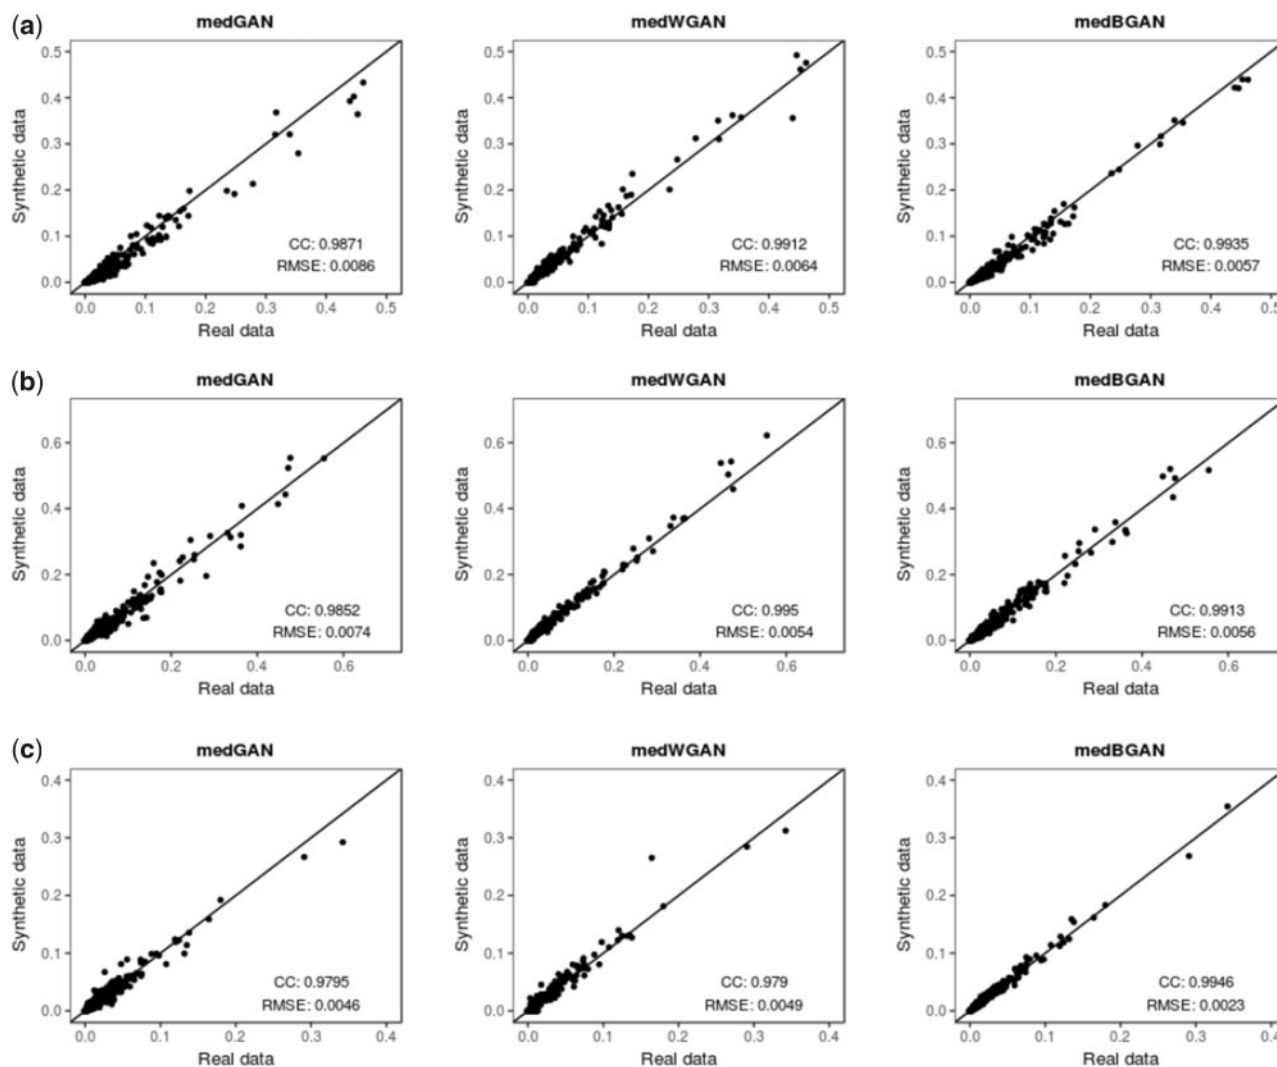 (a)
medGAN
medWGAN
medBGAN
0.5
0.4
0.3
0.2
0.1
0.0
Synthetic data
CC: 0.9871
RMSE: 0.0086
0.0 0.1 0.2 0.3 0.4 0.5
Real data
0.5
0.4
0.3
0.2
0.1
0.0
Synthetic data
CC: 0.9912
RMSE: 0.0064
0.0 0.1 0.2 0.3 0.4 0.5
Real data
0.5
0.4
0.3
0.2
0.1
0.0
Synthetic data
CC: 0.9935
RMSE: 0.0057
0.0 0.1 0.2 0.3 0.4 0.5
Real data
(b)
medGAN
medWGAN
medBGAN
0.6
0.4
0.2
0.0
Synthetic data
CC: 0.9852
RMSE: 0.0074
0.0 0.2 0.4 0.6
Real data
0.6
0.4
0.2
0.0
Synthetic data
CC: 0.995
RMSE: 0.0054
0.0 0.2 0.4 0.6
Real data
0.6
0.4
0.2
0.0
Synthetic data
CC: 0.9913
RMSE: 0.0056
0.0 0.2 0.4 0.6
Real data
(c)
medGAN
medWGAN
medBGAN
0.4
0.3
0.2
0.1
0.0
Synthetic data
CC: 0.9795
RMSE: 0.0046
0.0 0.1 0.2 0.3 0.4
Real data
0.4
0.3
0.2
0.1
0.0
Synthetic data
CC: 0.979
RMSE: 0.0049
0.0 0.1 0.2 0.3 0.4
Real data
0.4
0.3
0.2
0.1
0.0
Synthetic data
CC: 0.9946
RMSE: 0.0023
0.0 0.1 0.2 0.3 0.4
Real data